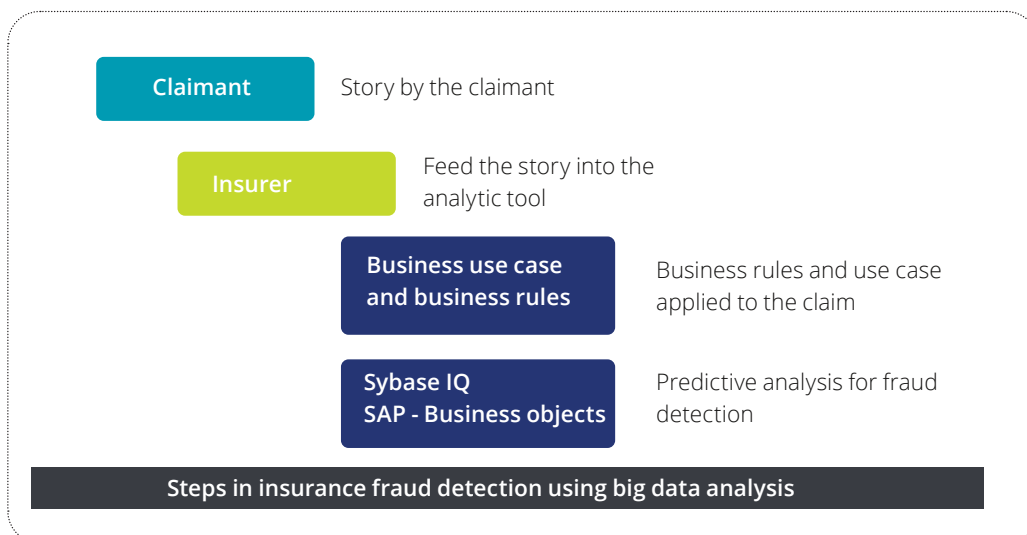 Claimant
Story by the claimant
Insurer
Feed the story into the
analytic tool
Business use case
and business rules
Business rules and use case
applied to the claim
Sybase IQ
SAP - Business objects
Predictive analysis for fraud
detection
Steps in insurance fraud detection using big data analysis